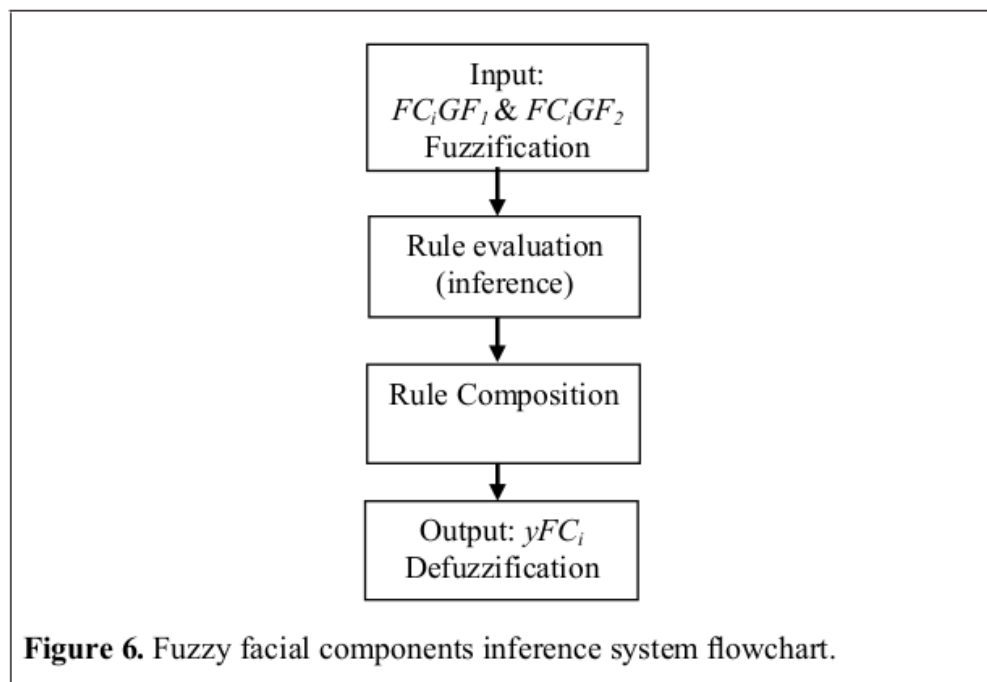 Input:
FCᵢGF₁ & FCᵢGF₂
Fuzzification
Rule evaluation
(inference)
Rule Composition
Output: yFCᵢ
Defuzzification
Figure 6. Fuzzy facial components inference system flowchart.